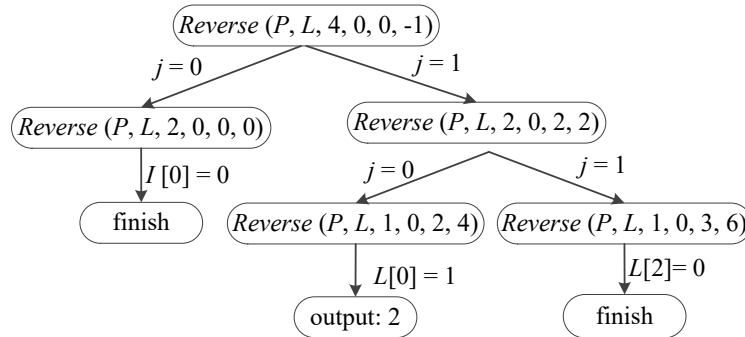 Reverse (P, L, 4, 0, 0, -1)
j = 0
j = 1
Reverse (P, L, 2, 0, 0, 0)
Reverse (P, L, 2, 0, 2, 2)
I [0] = 0
j = 0
j = 1
finish
Reverse (P, L, 1, 0, 2, 4)
Reverse (P, L, 1, 0, 3, 6)
L[0] = 1
L[2]= 0
output: 2
finish